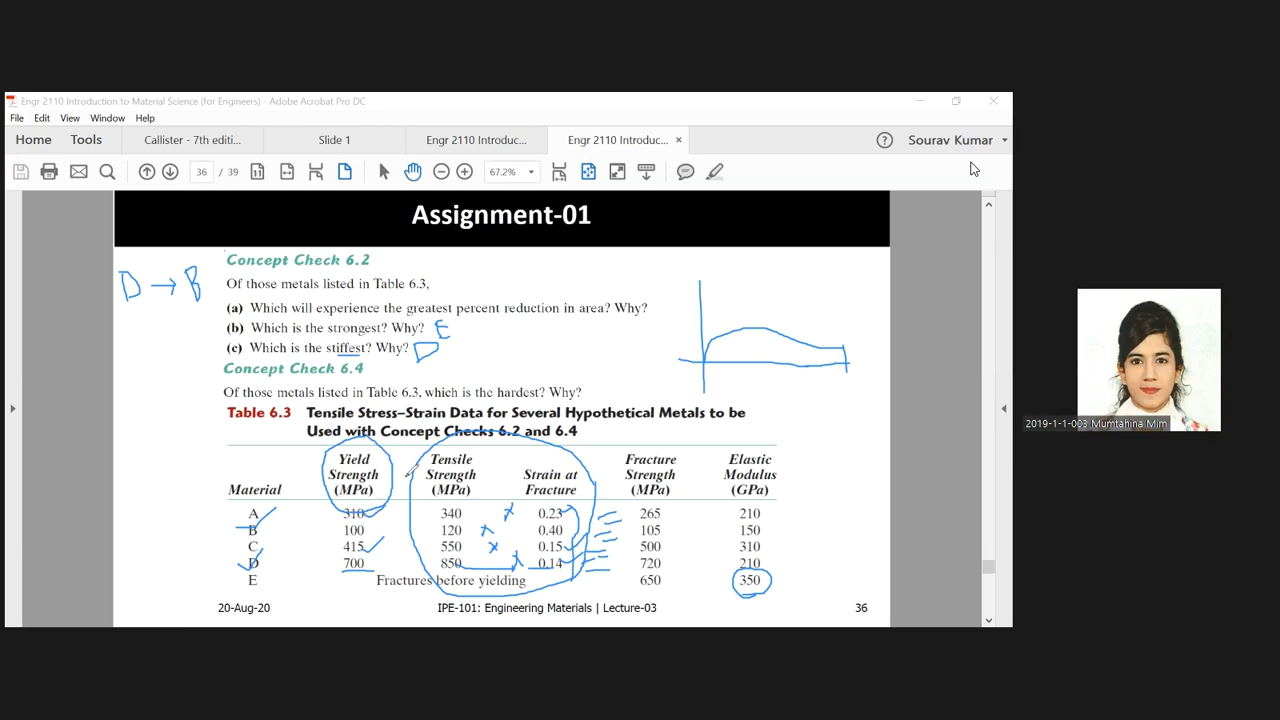 Engr 2110 Introduction to Material Science (for Engineers) - Adobe Acrobat Pro DC
File Edit View Window Help
Home Tools Callister - 7th editi... Slide 1 Engr 2110 Introduc... Engr 2110 Introduc... × ? Sourav Kumar
36 / 39 67.2%
Assignment-01
Concept Check 6.2
D → B
Of those metals listed in Table 6.3,
(a) Which will experience the greatest percent reduction in area? Why?
(b) Which is the strongest? Why? E
(c) Which is the stiffest? Why? D
Concept Check 6.4
Of those metals listed in Table 6.3, which is the hardest? Why?
Table 6.3 Tensile Stress–Strain Data for Several Hypothetical Metals to be
Used with Concept Checks 6.2 and 6.4
Yield Tensile Fracture Elastic
Strength Strength Strain at Strength Modulus
Material (MPa) (MPa) Fracture (MPa) (GPa)
A 310 340 0.23 265 210
B 100 120 0.40 105 150
C 415 550 0.15 500 310
D 700 850 0.14 720 210
E Fractures before yielding 650 350
20-Aug-20 IPE-101: Engineering Materials | Lecture-03 36
2019-1-1-003 Mumtahina Mim